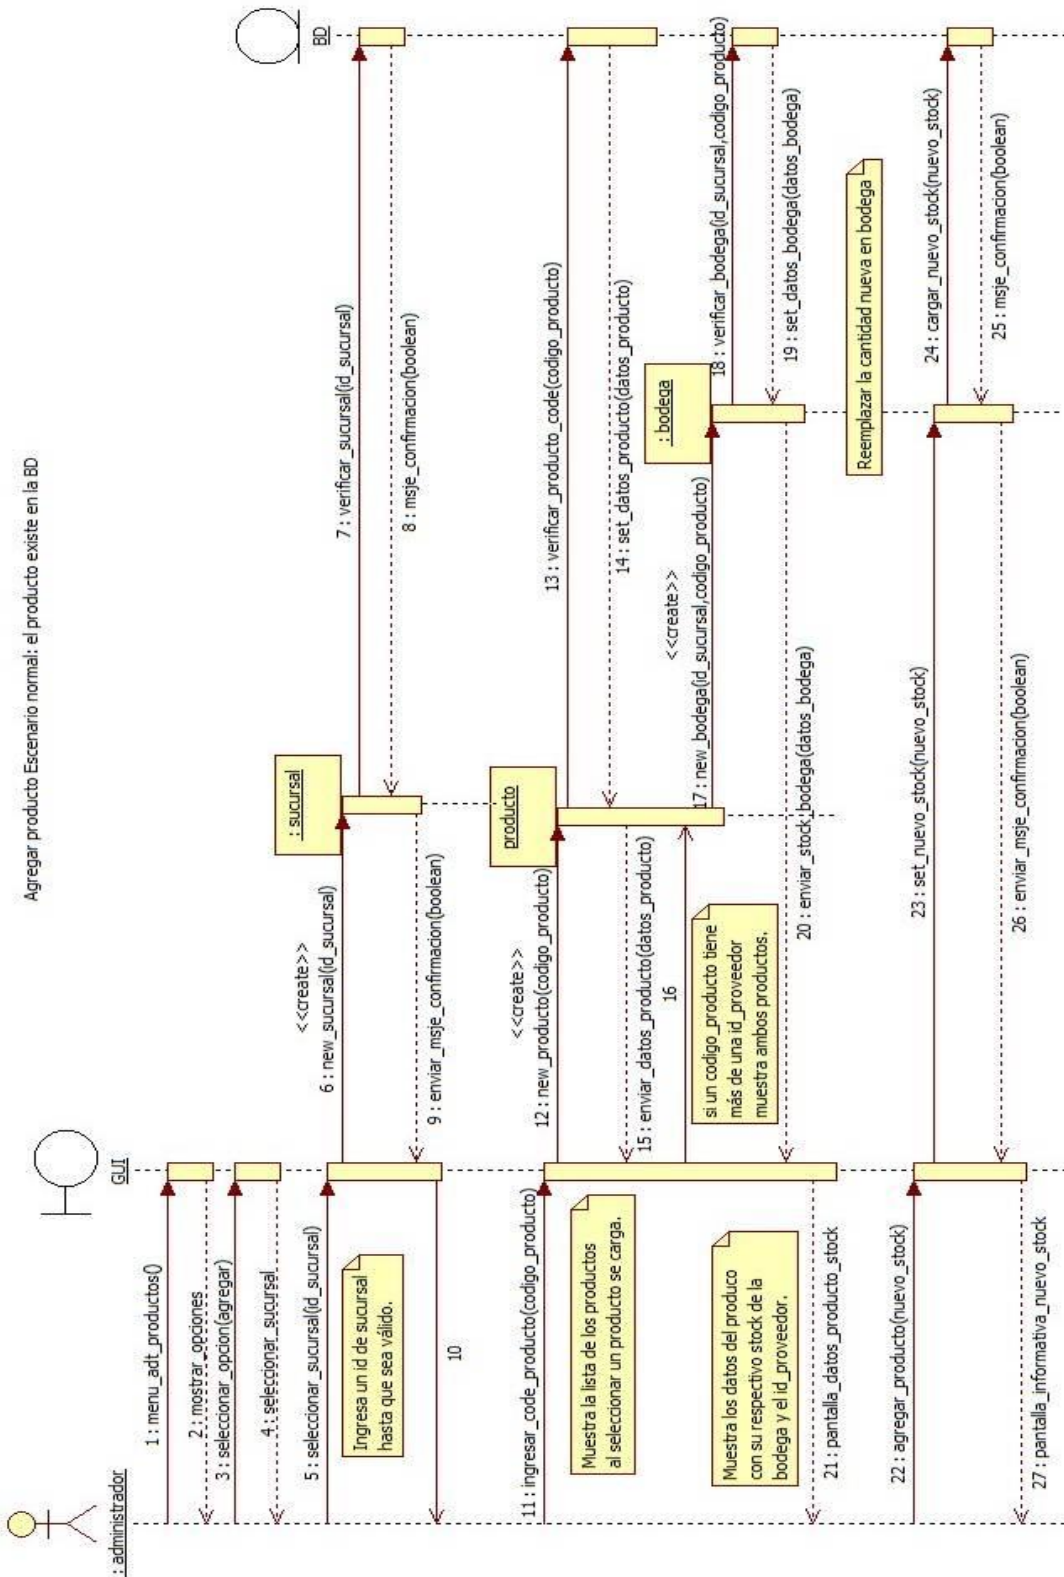 Agregar producto Escenario normal: el producto existe en la BD
: administrador
GUI
BD
1 : menu_adt_productos()
2 : mostrar_opciones
3 : seleccionar_opcion(agregar)
4 : seleccionar_sucursal
5 : seleccionar_sucursal(id_sucursal)
<<create>>
6 : new_sucursal(id_sucursal)
: sucursal
7 : verificar_sucursal(id_sucursal)
8 : msje_confirmacion(boolean)
9 : enviar_msje_confirmacion(boolean)
Ingresa un id de sucursal
hasta que sea válido.
10
11 : ingresar_code_producto(codigo_producto)
<<create>>
12 : new_producto(codigo_producto)
producto
13 : verificar_producto_code(codigo_producto)
14 : set_datos_producto(datos_producto)
15 : enviar_datos_producto(datos_producto)
Muestra la lista de los productos
al seleccionar un producto se carga.
16
<<create>>
17 : new_bodega(id_sucursal,codigo_producto)
: bodega
18 : verificar_bodega(id_sucursal,codigo_producto)
19 : set_datos_bodega(datos_bodega)
si un codigo_producto tiene
más de una id_proveedor
muestra ambos productos.
20 : enviar_stock_bodega(datos_bodega)
Muestra los datos del produco
con su respectivo stock de la
bodega y el id_proveedor.
21 : pantalla_datos_producto_stock
Reemplazar la cantidad nueva en bodega
22 : agregar_producto(nuevo_stock)
23 : set_nuevo_stock(nuevo_stock)
24 : cargar_nuevo_stock(nuevo_stock)
25 : msje_confirmacion(boolean)
26 : enviar_msje_confirmacion(boolean)
27 : pantalla_informativa_nuevo_stock